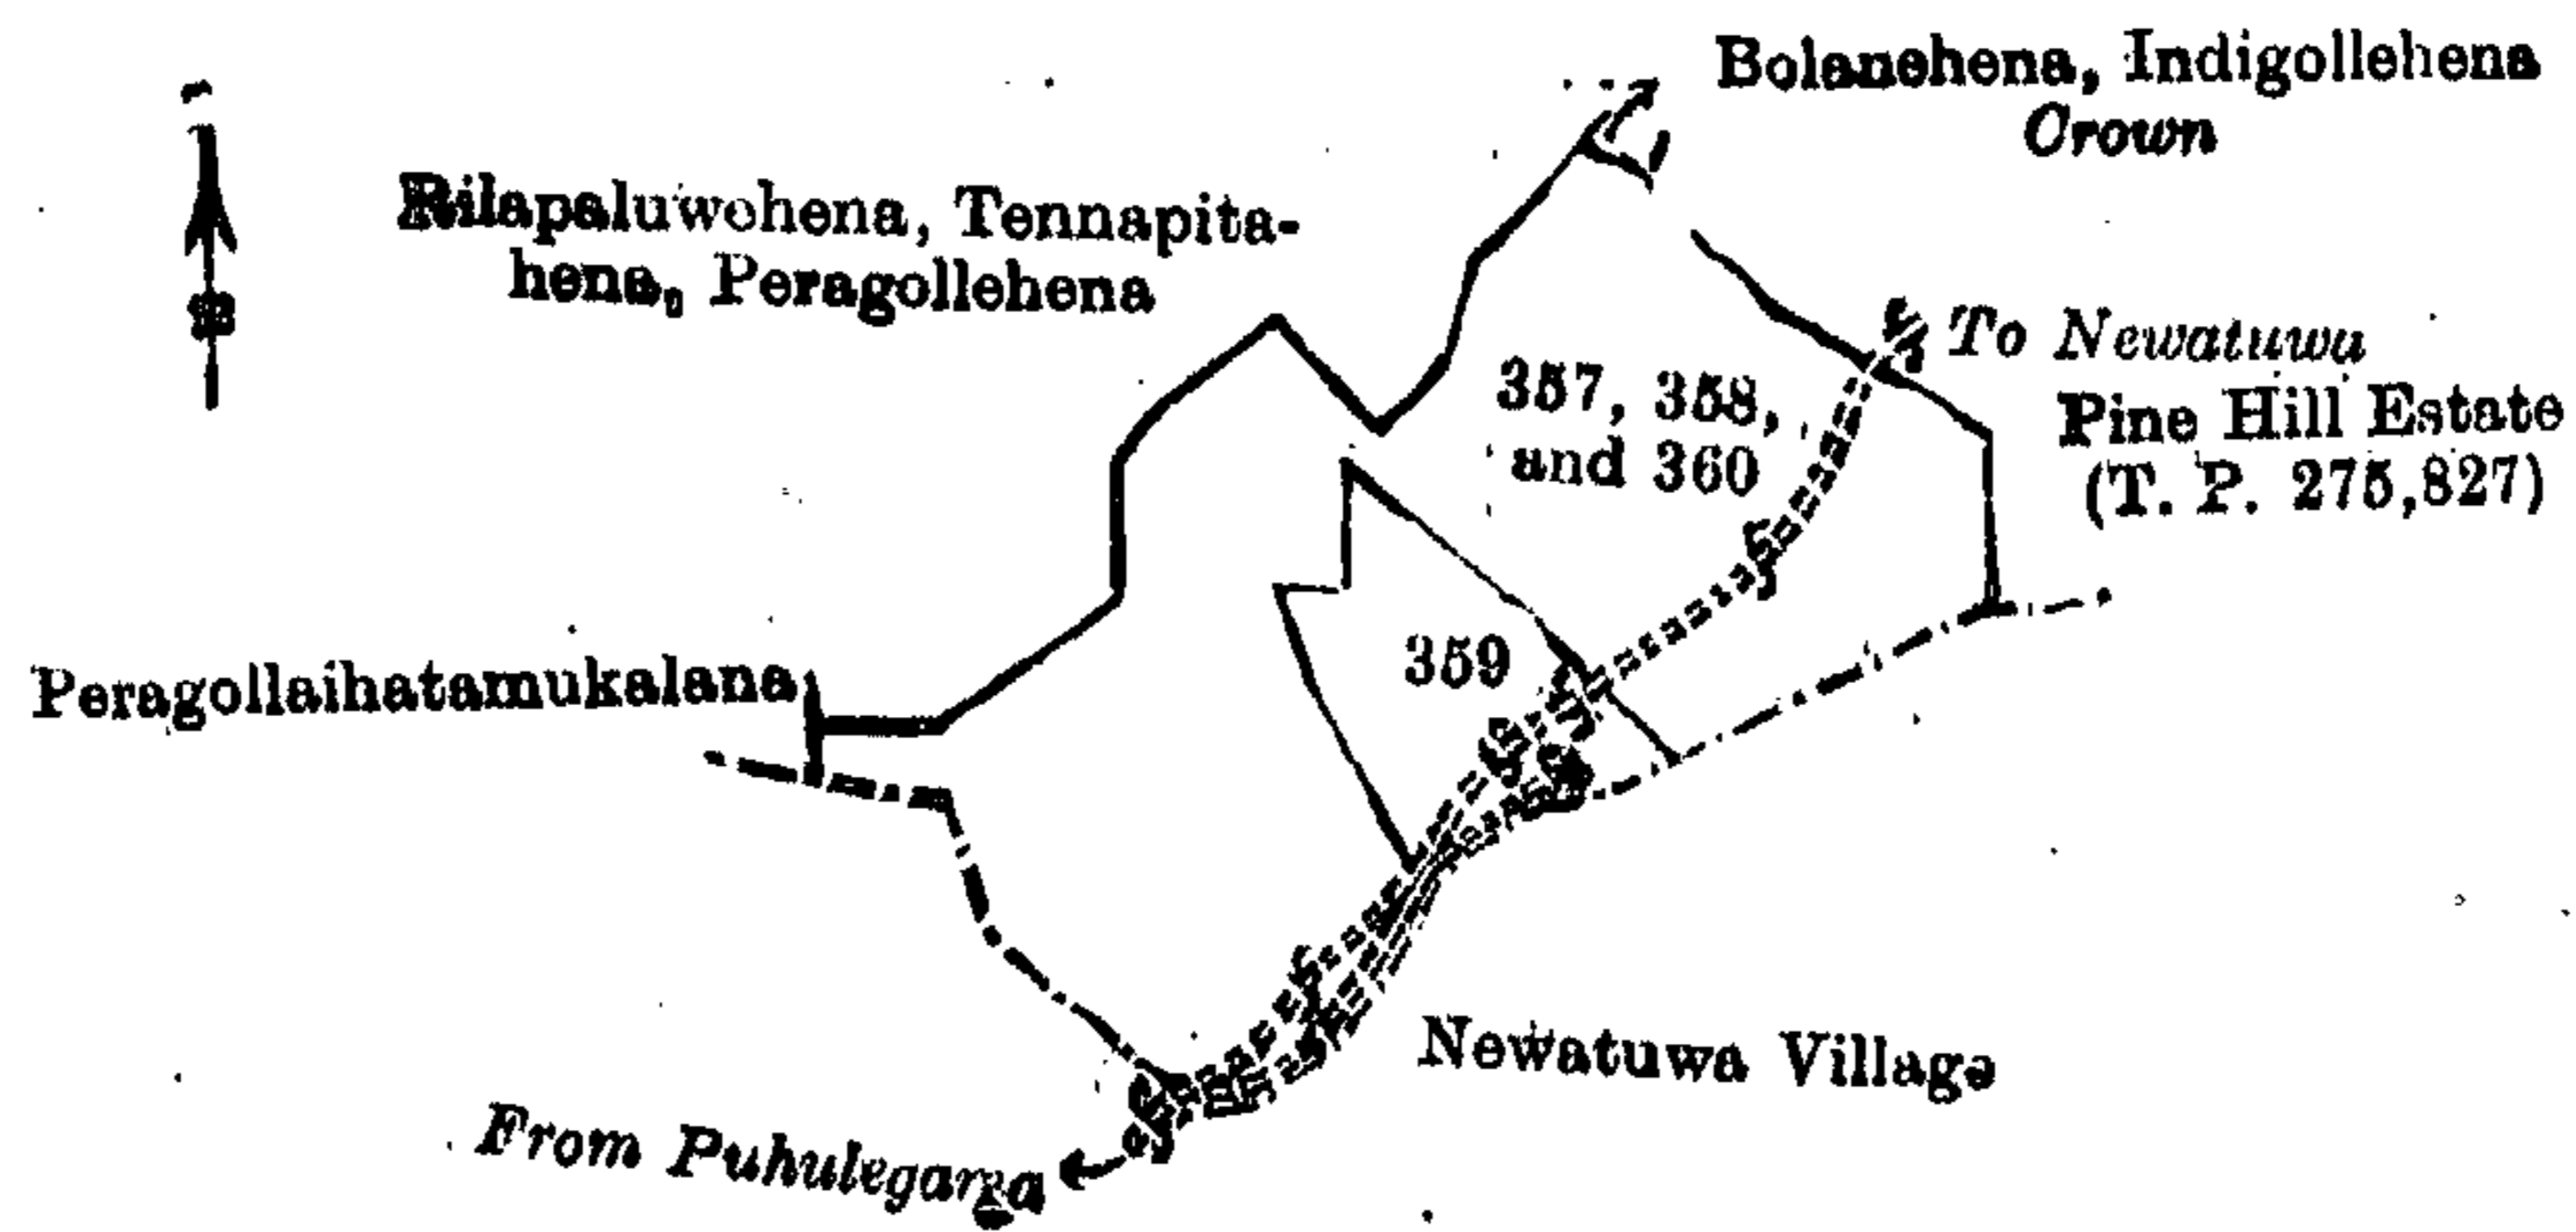 Bolanehena, Indigollehena
Crown
Rilapaluwehena, Tennapita-
hena, Peragollehena
To Newatuwa
Pine Hill Estate
(T. P. 275,827)
357, 358,
and 360
359
Peragollaihatamukalana
Newatuwa Village
From Puhulegarga